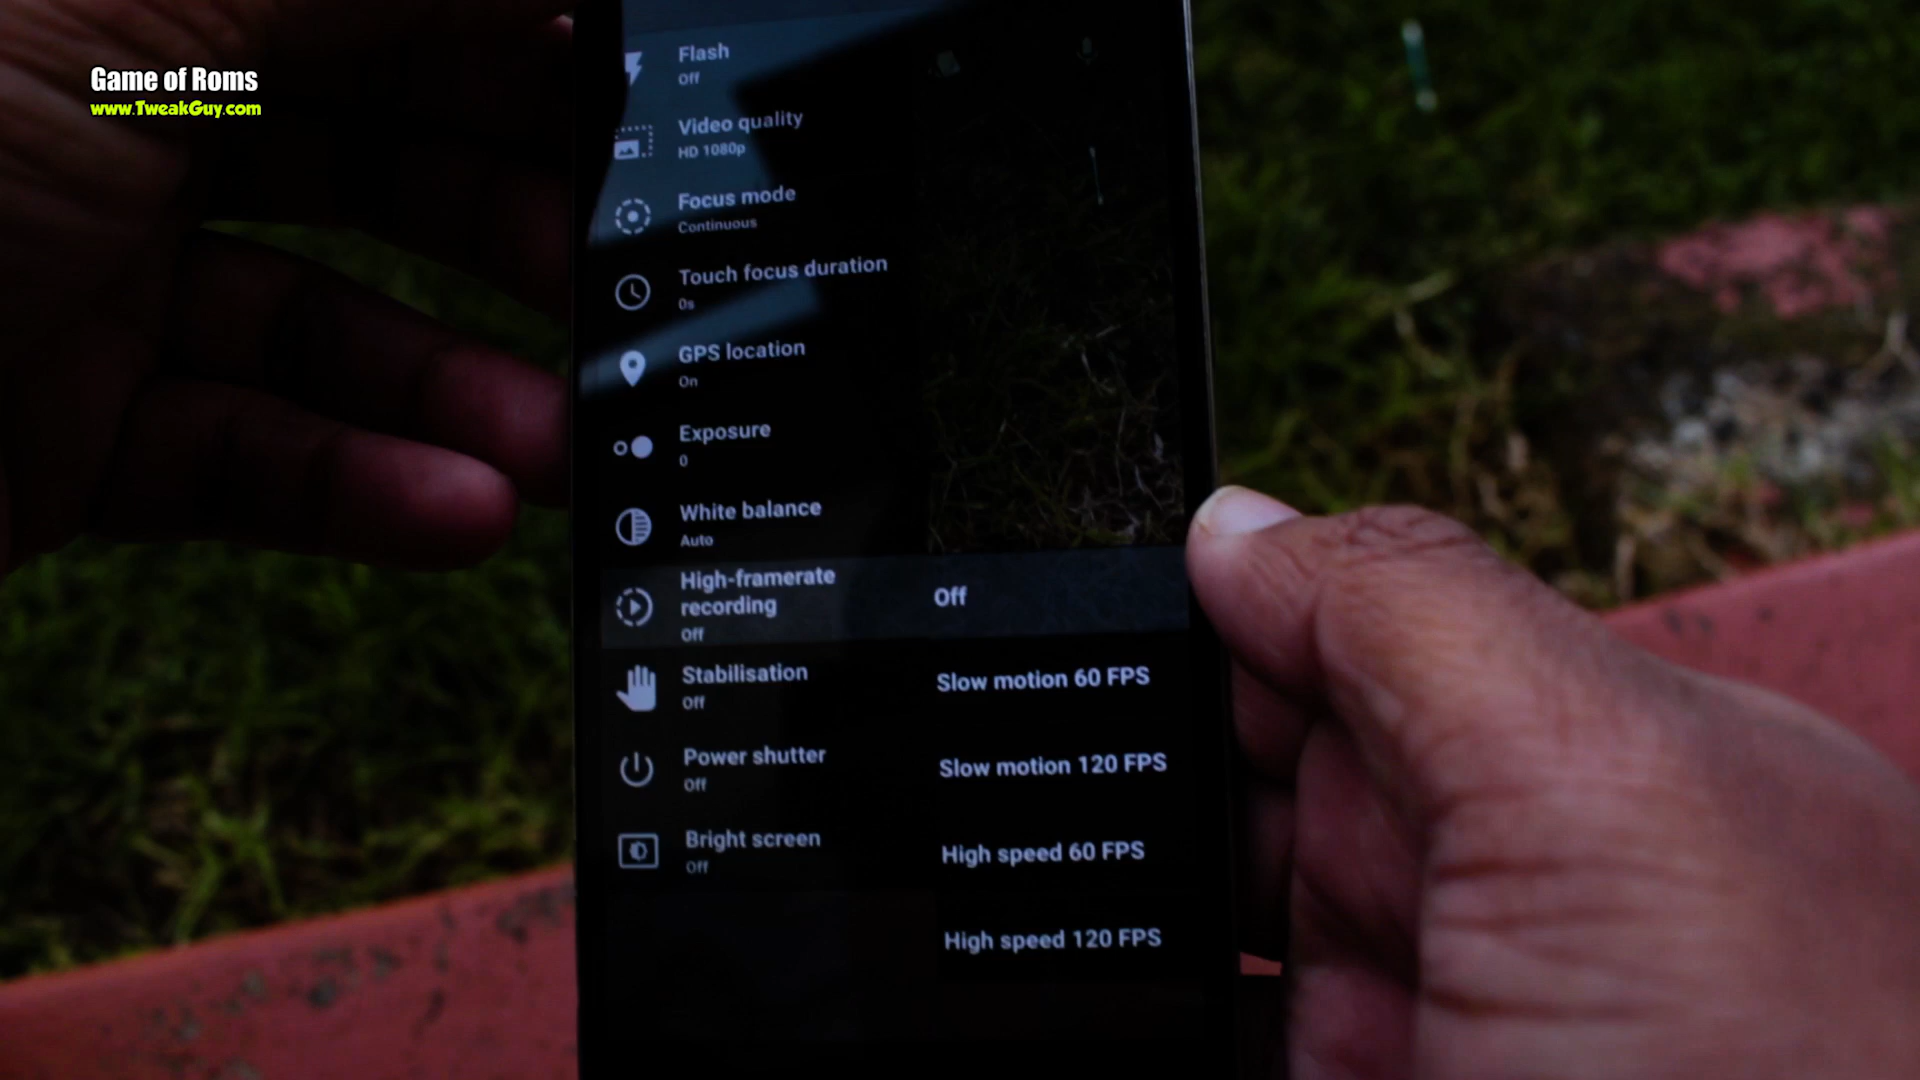 Game of Roms
www.TweakGuy.com
Flash
Off
Video quality
HD 1080p
Focus mode
Continuous
Touch focus duration
0s
GPS location
On
Exposure
0
White balance
Auto
High-framerate
recording
Off
Stabilisation
Off
Power shutter
Off
Bright screen
Off
Off
Slow motion 60 FPS
Slow motion 120 FPS
High speed 60 FPS
High speed 120 FPS